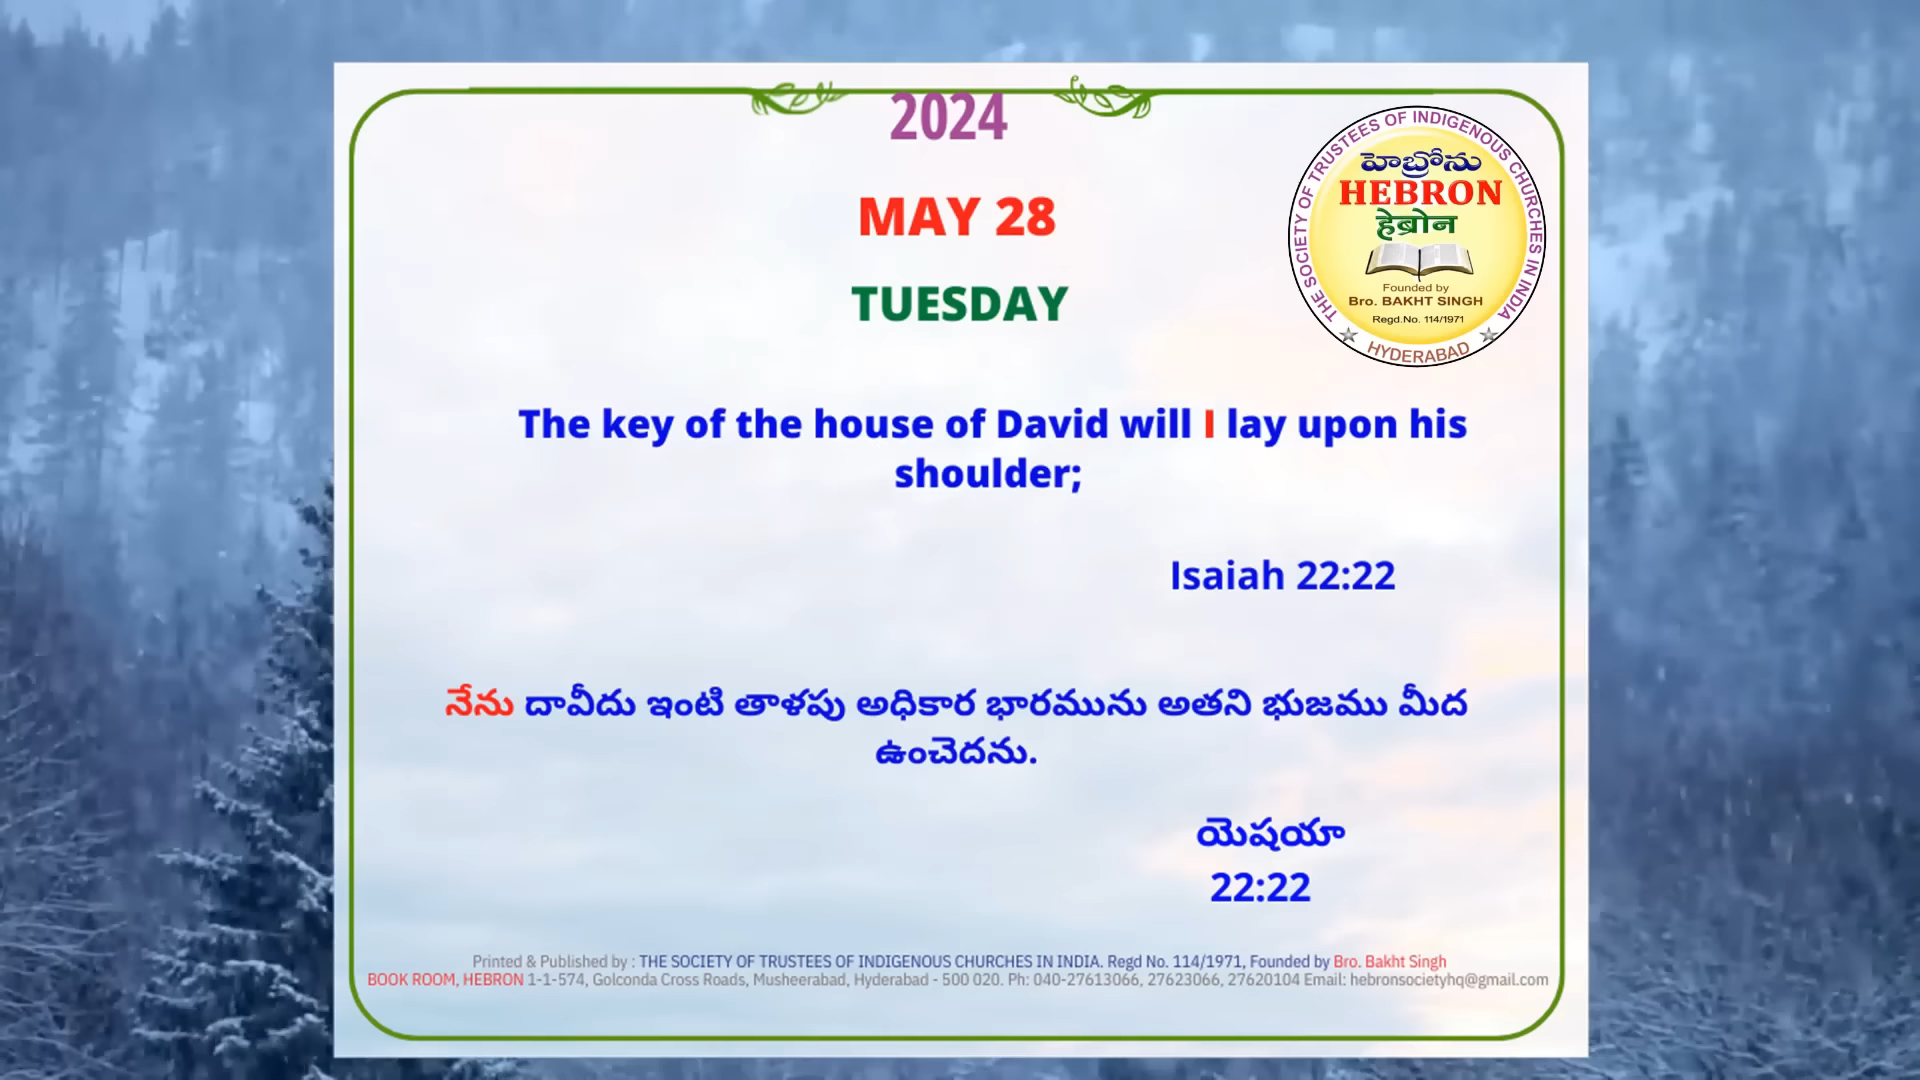 2024
THE SOCIETY OF TRUSTEES OF INDIGENOUS CHURCHES IN INDIA
హెబ్రోను
HEBRON
हेब्रोन
Founded by
Bro. BAKHT SINGH
Regd.No. 114/1971
HYDERABAD
MAY 28
TUESDAY
The key of the house of David will I lay upon his
shoulder;
Isaiah 22:22
నేను దావీదు ఇంటి తాళపు అధికార భారమును అతని భుజము మీద
ఉంచెదను.
యెషయా
22:22
Printed & Published by : THE SOCIETY OF TRUSTEES OF INDIGENOUS CHURCHES IN INDIA. Regd No. 114/1971, Founded by Bro. Bakht Singh
BOOK ROOM, HEBRON 1-1-574, Golconda Cross Roads, Musheerabad, Hyderabad - 500 020. Ph: 040-27613066, 27623066, 27620104 Email: hebronsocietyhq@gmail.com